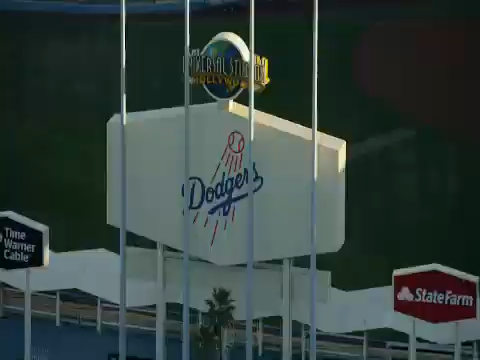 UNIVERSAL STUDIOS
HOLLYWOOD
Dodgers
Time
Warner
Cable
StateFarm